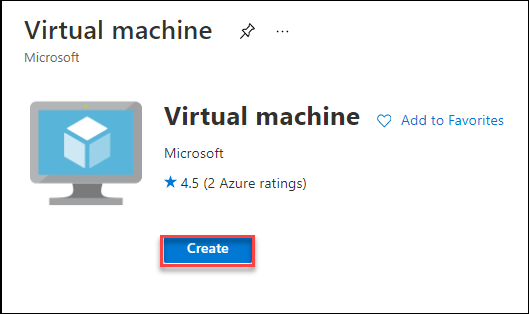 Virtual machine
Microsoft
Virtual machine
Add to Favorites
Microsoft
4.5 (2 Azure ratings)
Create